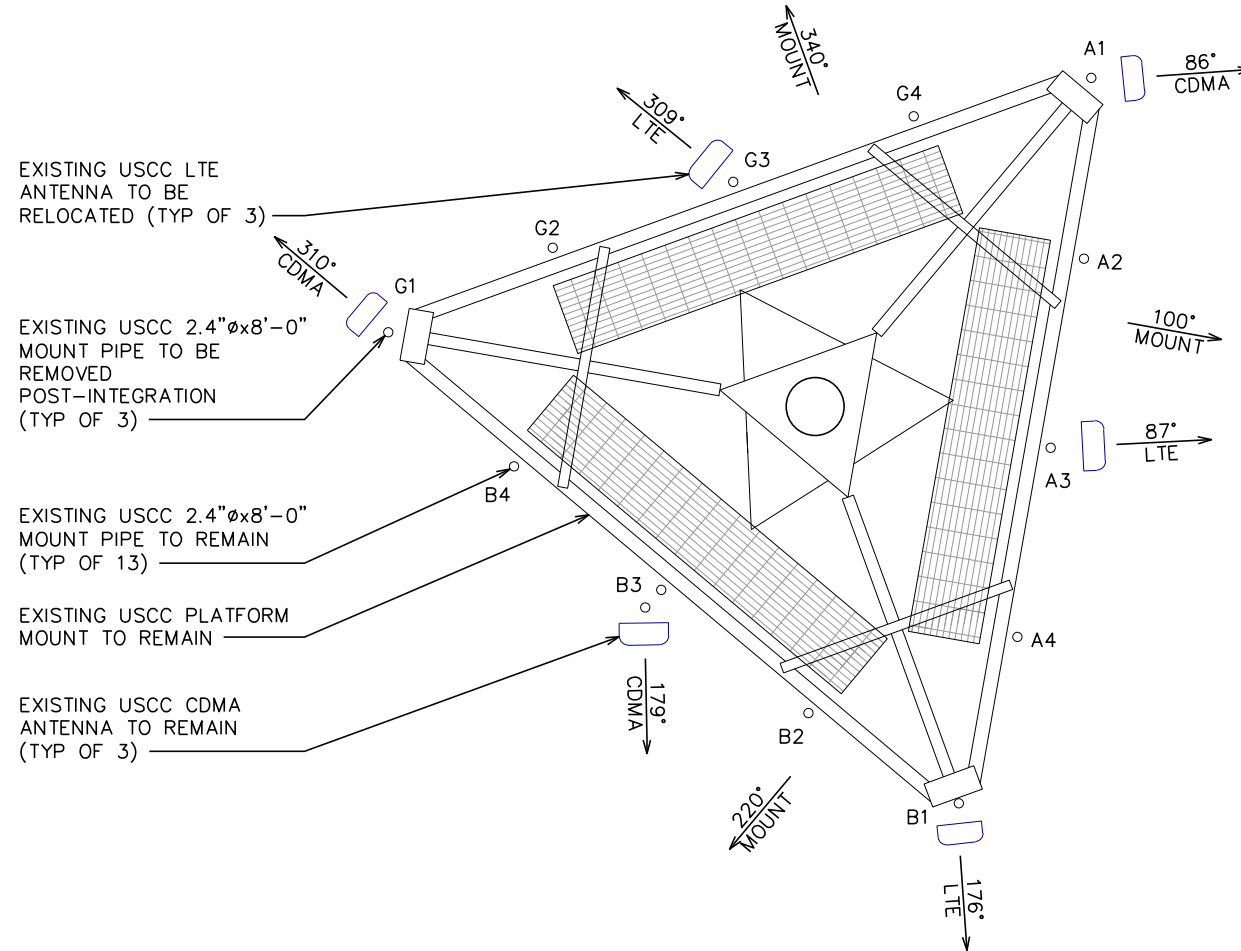 340°
MOUNT
A1
86°
CDMA
G4
309°
LTE
G3
EXISTING USCC LTE
ANTENNA TO BE
RELOCATED (TYP OF 3)
G2
A2
310°
CDMA
G1
EXISTING USCC 2.4"øx8'-0"
MOUNT PIPE TO BE
REMOVED
POST-INTEGRATION
(TYP OF 3)
100°
MOUNT
87°
LTE
A3
B4
EXISTING USCC 2.4"øx8'-0"
MOUNT PIPE TO REMAIN
(TYP OF 13)
B3
EXISTING USCC PLATFORM
MOUNT TO REMAIN
A4
179°
CDMA
EXISTING USCC CDMA
ANTENNA TO REMAIN
(TYP OF 3)
B2
220°
MOUNT
B1
176°
LTE